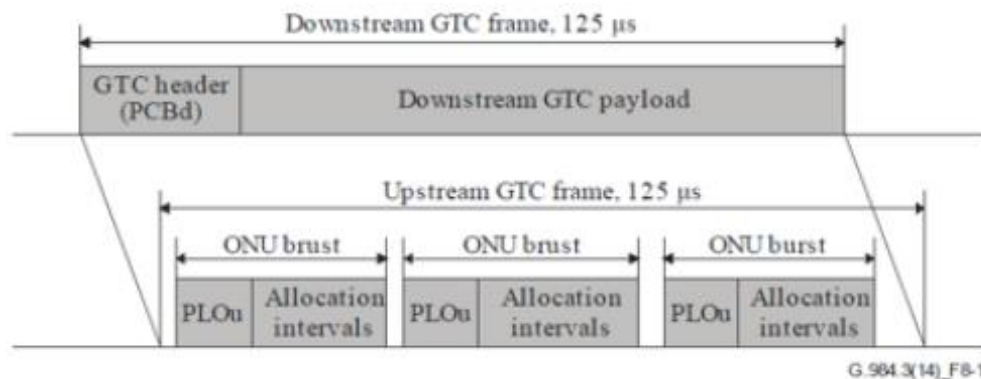 Downstream GTC frame, 125 μs
GTC header
(PCBd)
Downstream GTC payload
Upstream GTC frame, 125 μs
ONU brust
ONU brust
ONU burst
PLOu
Allocation
intervals
PLOu
Allocation
intervals
PLOu
Allocation
intervals
G.984.3(14)_F8-1